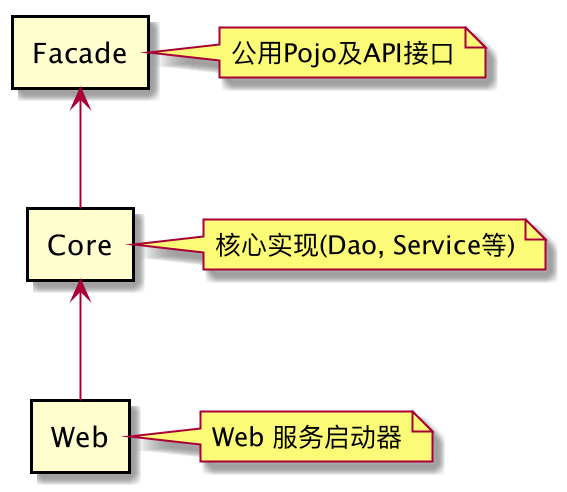 Facade
公用Pojo及API接口
Core
核心实现(Dao, Service等)
Web
Web 服务启动器